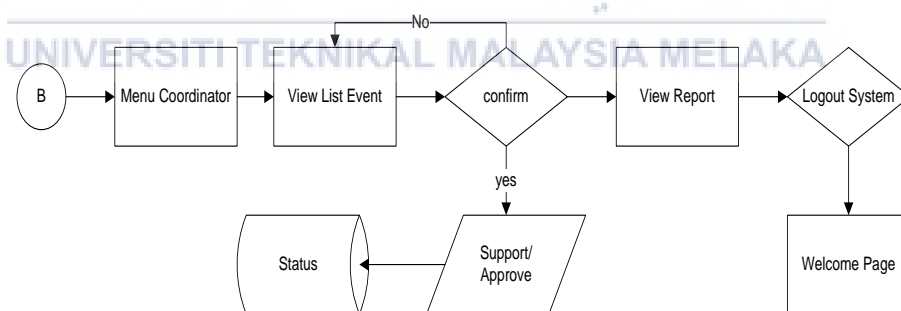 No
UNIVERSITI TEKNIKAL MALAYSIA MELAKA
B
Menu Coordinator
View List Event
confirm
View Report
Logout System
yes
Status
Support/
Approve
Welcome Page